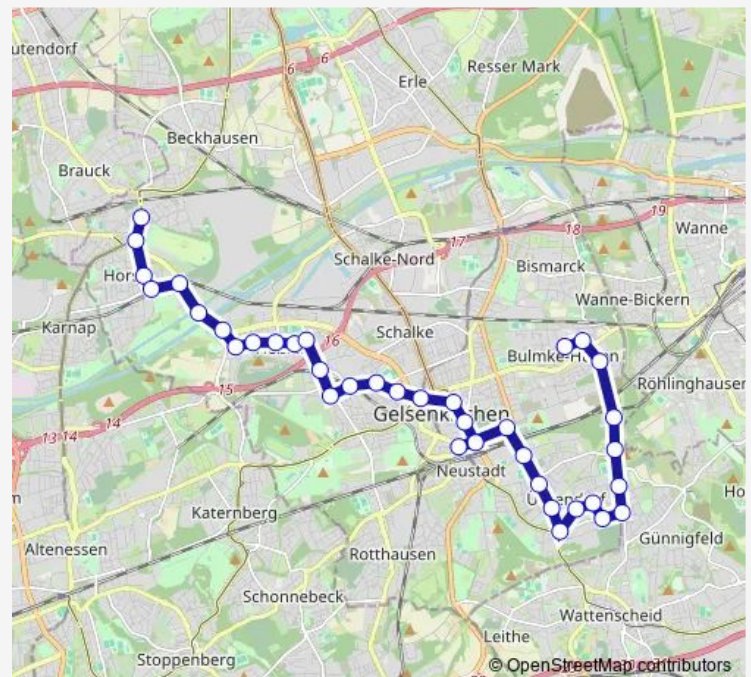 utendorf
Erle
Resser Mark
6
6
Beckhausen
Brauck
19
18
17
Wanne
Schalke-Nord
Bismarck
Wanne-Bickern
Karnap
16
Schalke
15
Röhlinghausen
Gelsenkirchen
13 14
14
Neustadt
Katernberg
Altenessen
Günnigfeld
Rotthausen
Schonnebeck
Wattenscheid
Leithe
Stoppenberg
© OpenStreetMap contributors